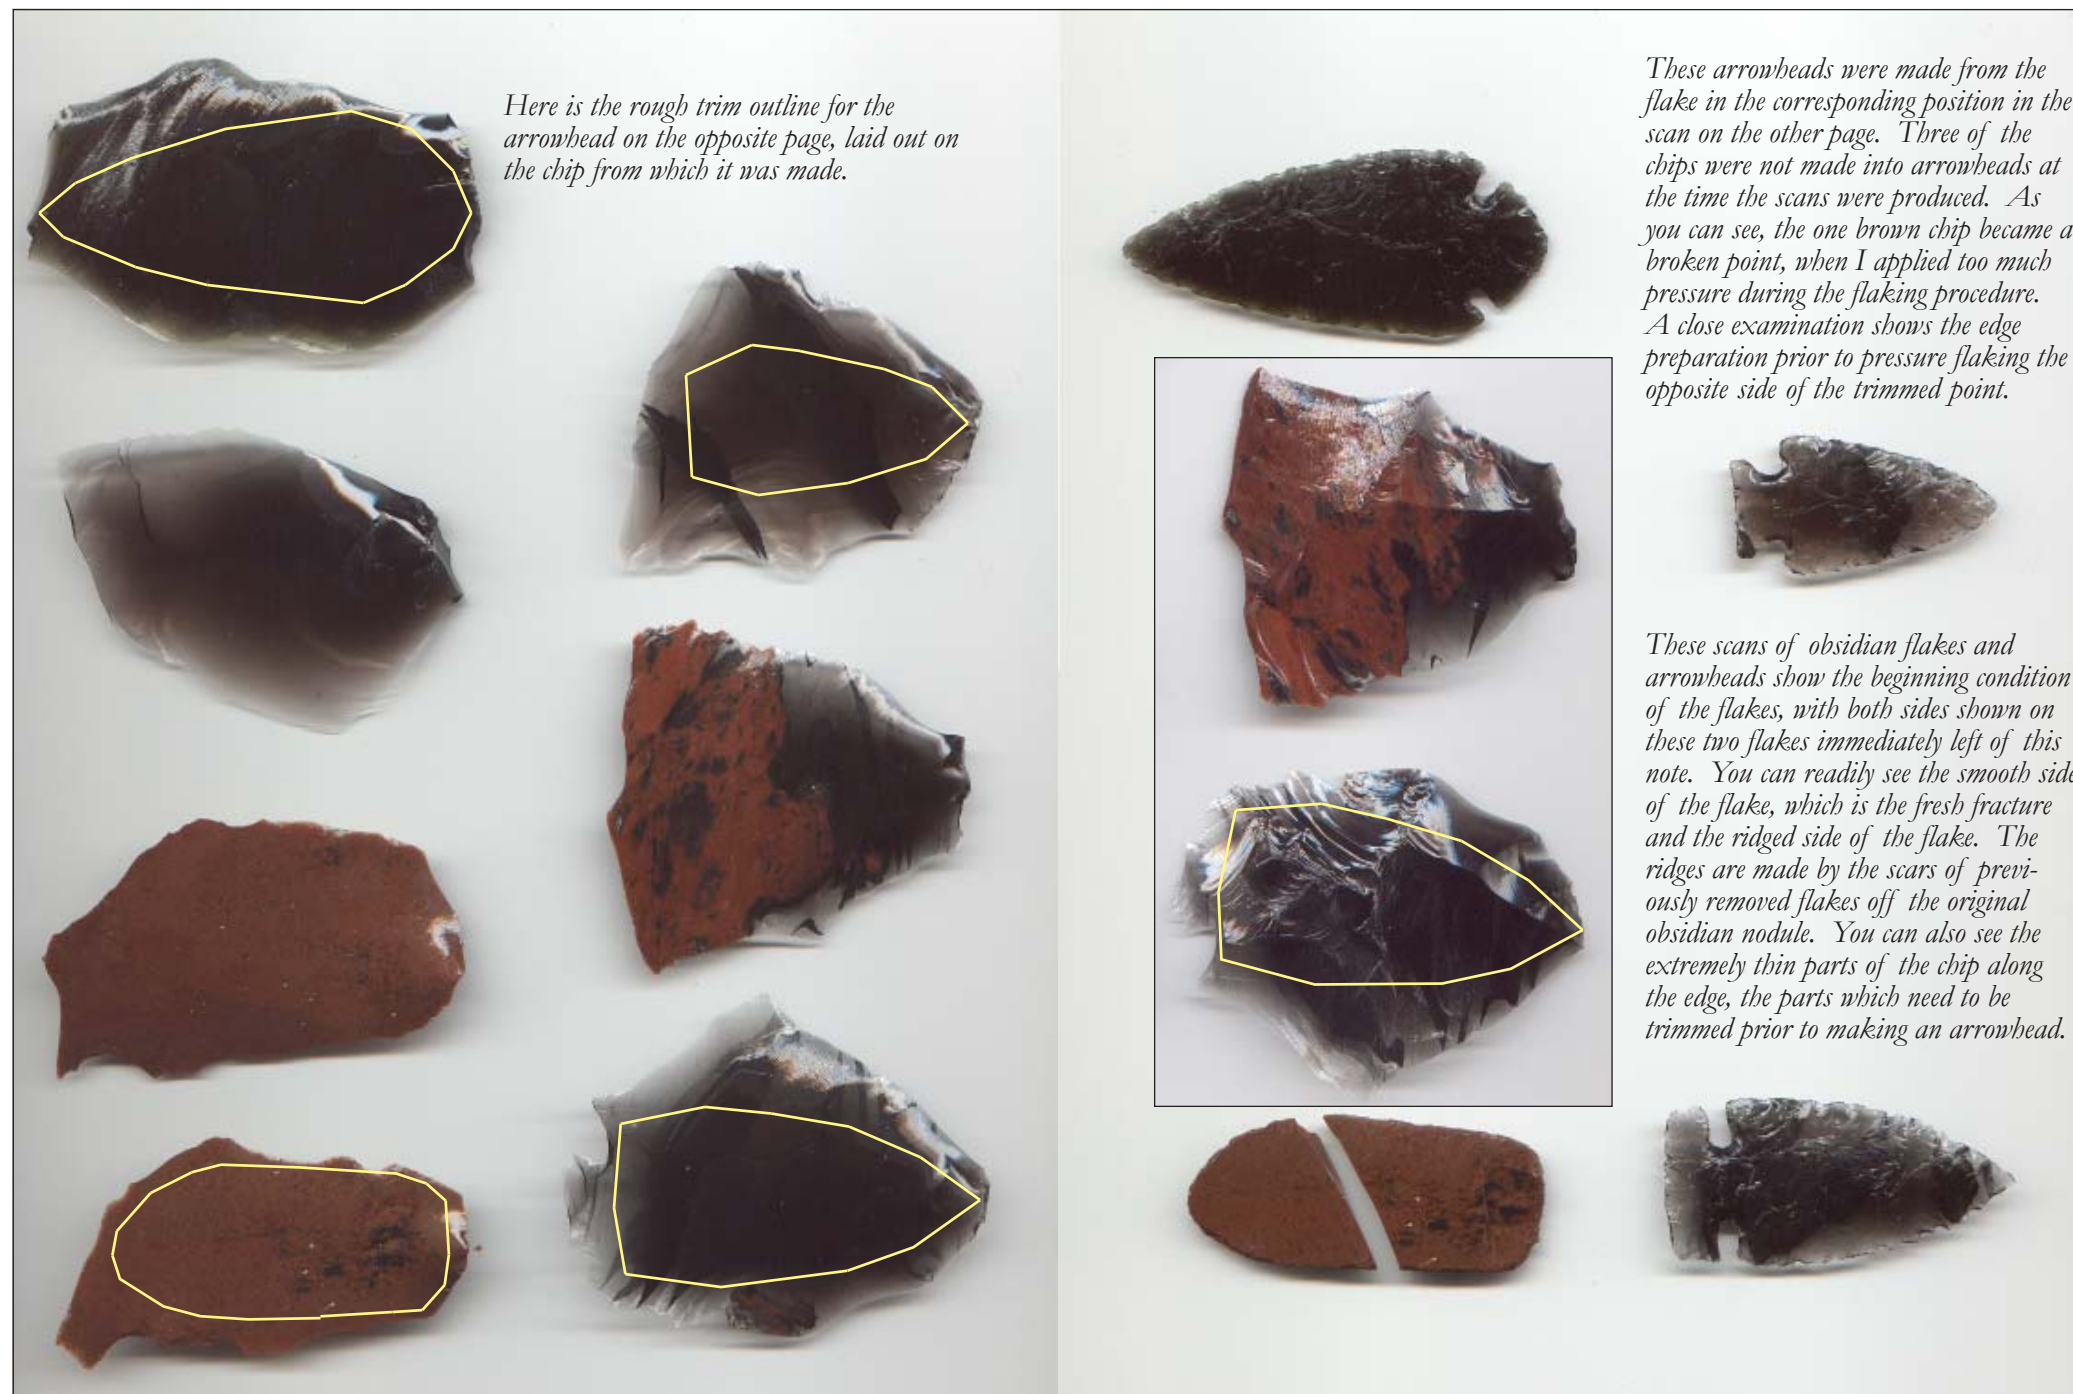 Here is the rough trim outline for the
arrowhead on the opposite page, laid out on
the chip from which it was made.
These arrowheads were made from the
flake in the corresponding position in the
scan on the other page. Three of the
chips were not made into arrowheads at
the time the scans were produced. As
you can see, the one brown chip became a
broken point, when I applied too much
pressure during the flaking procedure.
A close examination shows the edge
preparation prior to pressure flaking the
opposite side of the trimmed point.
These scans of obsidian flakes and
arrowheads show the beginning condition
of the flakes, with both sides shown on
these two flakes immediately left of this
note. You can readily see the smooth side
of the flake, which is the fresh fracture
and the ridged side of the flake. The
ridges are made by the scars of previ-
ously removed flakes off the original
obsidian nodule. You can also see the
extremely thin parts of the chip along
the edge, the parts which need to be
trimmed prior to making an arrowhead.